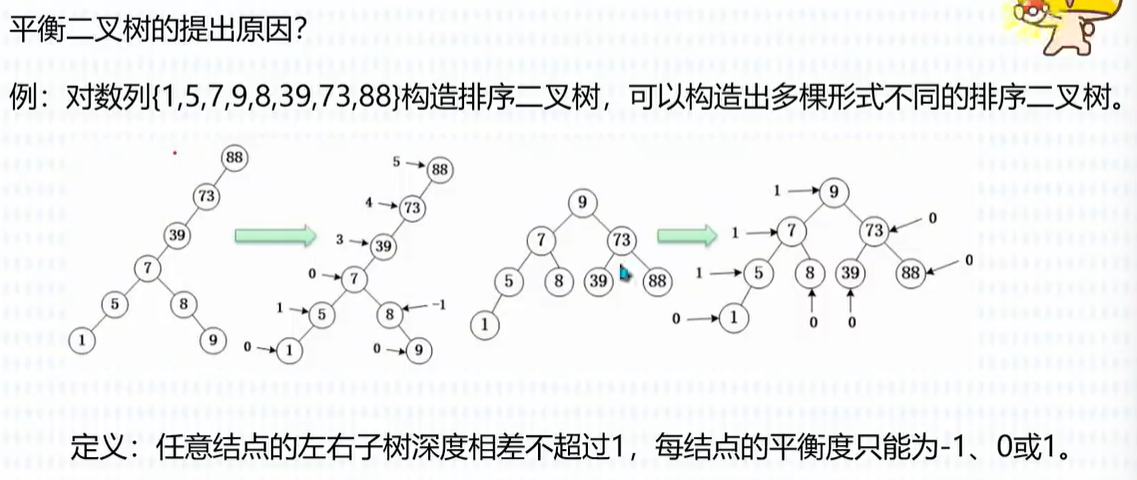 平衡二叉树的提出原因？
例：对数列{1,5,7,9,8,39,73,88}构造排序二叉树，可以构造出多棵形式不同的排序二叉树。
88
73
39
7
5 8
1 9
5 88
4 73
3 39
0 7
1 5 8 -1
0 1 0 9
9
7 73
5 8 39 88
1
1 9
1 7 73 0
1 5 8 39 88 0
0 1 0 0
定义：任意结点的左右子树深度相差不超过1，每结点的平衡度只能为-1、0或1。